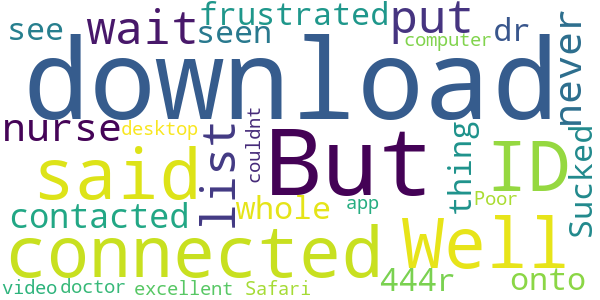 see wait seen frustrated put dr never
computer
download
nurse desktop list couldnt But thing ID Sucked
said
contacted whole app Poor
connected Well
444r onto
video doctor excellent Safari